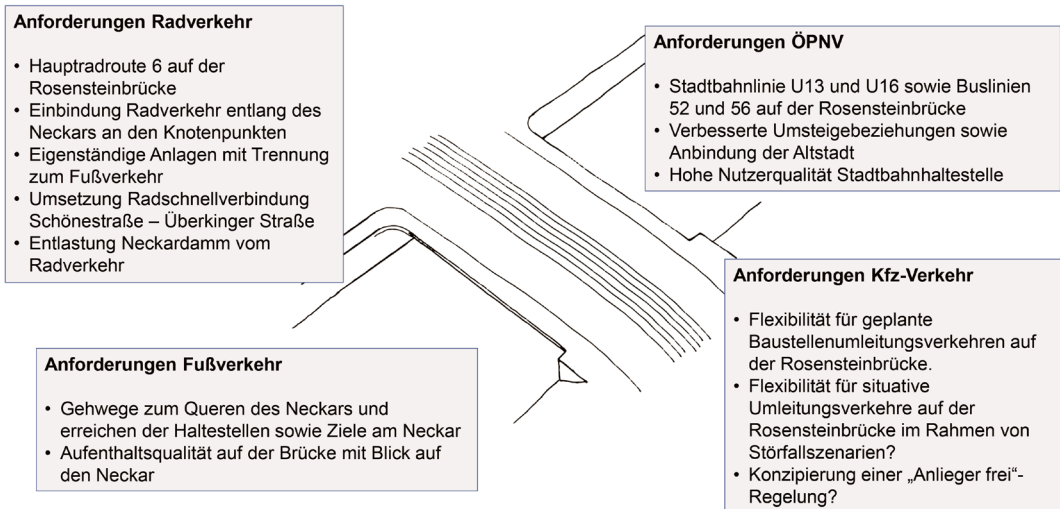 Anforderungen Radverkehr
• Hauptradroute 6 auf der
Rosensteinbrücke
• Einbindung Radverkehr entlang des
Neckars an den Knotenpunkten
• Eigenständige Anlagen mit Trennung
zum Fußverkehr
• Umsetzung Radschnellverbindung
Schönestraße – Überkinger Straße
• Entlastung Neckardamm vom
Radverkehr
Anforderungen ÖPNV
• Stadtbahnlinie U13 und U16 sowie Buslinien
52 und 56 auf der Rosensteinbrücke
• Verbesserte Umsteigebeziehungen sowie
Anbindung der Altstadt
• Hohe Nutzerqualität Stadtbahnhaltestelle
Anforderungen Fußverkehr
• Gehwege zum Queren des Neckars und
erreichen der Haltestellen sowie Ziele am Neckar
• Aufenthaltsqualität auf der Brücke mit Blick auf
den Neckar
Anforderungen Kfz-Verkehr
• Flexibilität für geplante
Baustellenumleitungsverkehren auf
der Rosensteinbrücke.
• Flexibilität für situative
Umleitungsverkehre auf der
Rosensteinbrücke im Rahmen von
Störfallszenarien?
• Konzipierung einer „Anlieger frei“-
Regelung?